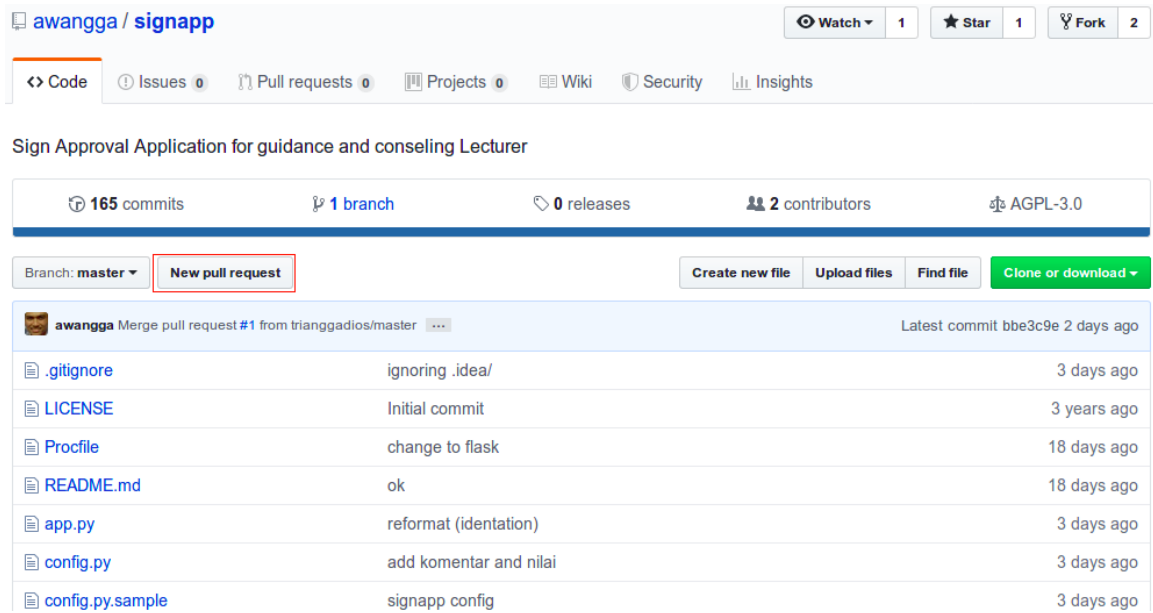 awangga / signapp Watch 1 Star 1 Fork 2
Code Issues 0 Pull requests 0 Projects 0 Wiki Security Insights
Sign Approval Application for guidance and conseling Lecturer
165 commits 1 branch 0 releases 2 contributors AGPL-3.0
Branch: master New pull request Create new file Upload files Find file Clone or download
awangga Merge pull request #1 from trianggadios/master ... Latest commit bbe3c9e 2 days ago
.gitignore ignoring .idea/ 3 days ago
LICENSE Initial commit 3 years ago
Procfile change to flask 18 days ago
README.md ok 18 days ago
app.py reformat (identation) 3 days ago
config.py add komentar and nilai 3 days ago
config.py.sample signapp config 3 days ago